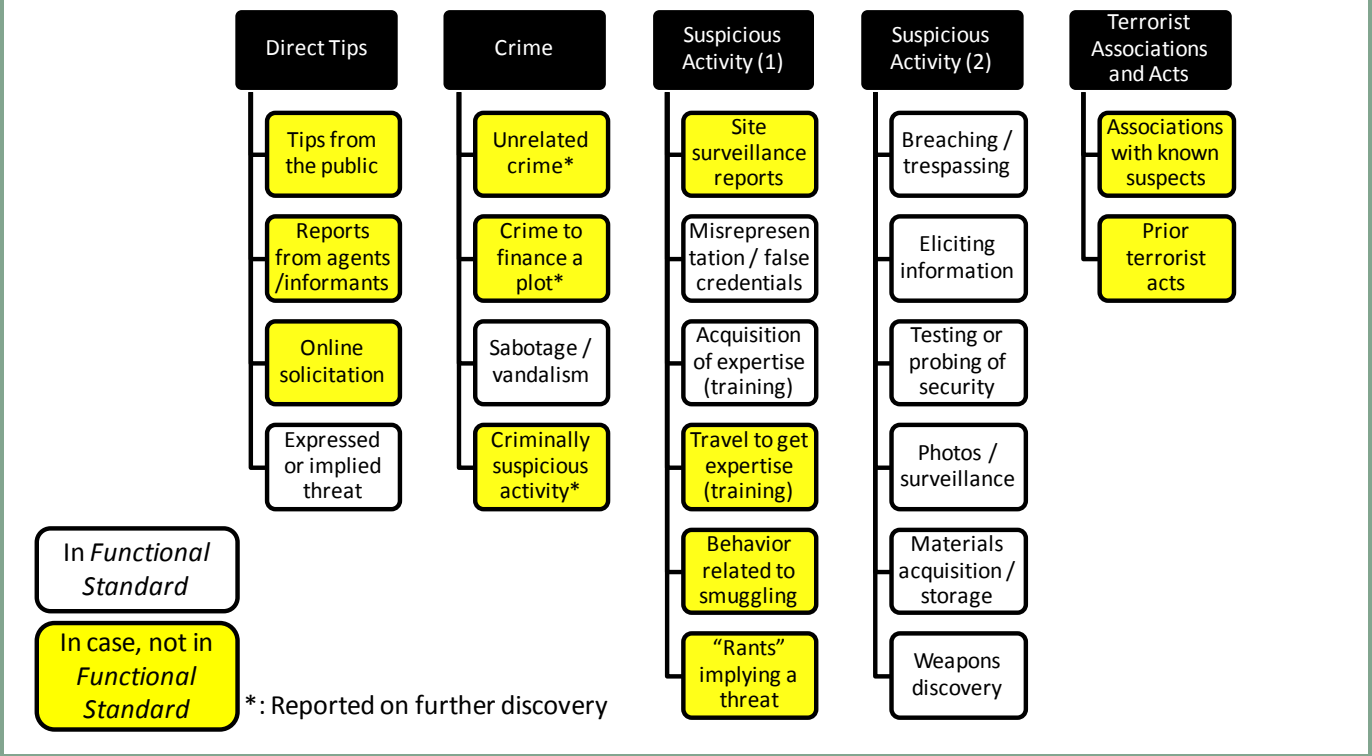 Direct Tips
Tips from
the public
Reports
from agents
/informants
Online
solicitation
Expressed
or implied
threat
Crime
Unrelated
crime*
Crime to
finance a
plot*
Sabotage /
vandalism
Criminally
suspicious
activity*
Suspicious
Activity (1)
Site
surveillance
reports
Misrepresen
tation / false
credentials
Acquisition
of expertise
(training)
Travel to get
expertise
(training)
Behavior
related to
smuggling
“Rants”
implying a
threat
Suspicious
Activity (2)
Breaching /
trespassing
Eliciting
information
Testing or
probing of
security
Photos /
surveillance
Materials
acquisition /
storage
Weapons
discovery
Terrorist
Associations
and Acts
Associations
with known
suspects
Prior
terrorist
acts
In Functional
Standard
In case, not in
Functional
Standard
*: Reported on further discovery